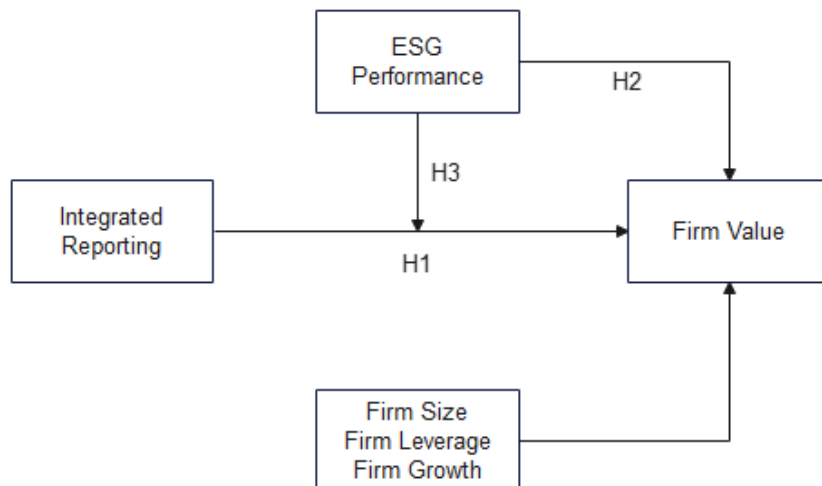 ESG
Performance
H2
H3
Integrated
Reporting
Firm Value
H1
Firm Size
Firm Leverage
Firm Growth